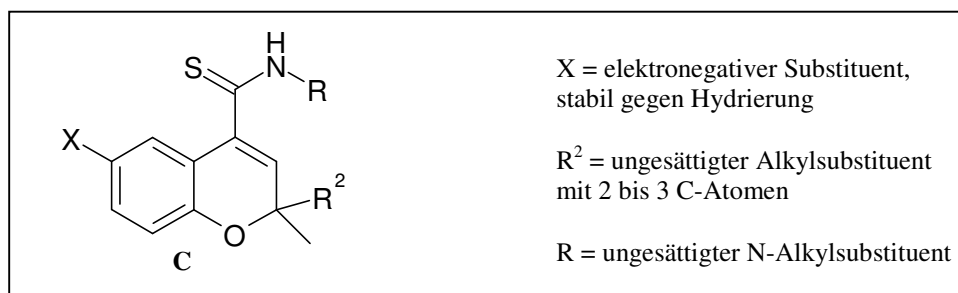 H
S
N
R
X
R²
O
C
X = elektronegativer Substituent,
stabil gegen Hydrierung
R² = ungesättigter Alkylsubstituent
mit 2 bis 3 C-Atomen
R = ungesättigter N-Alkylsubstituent